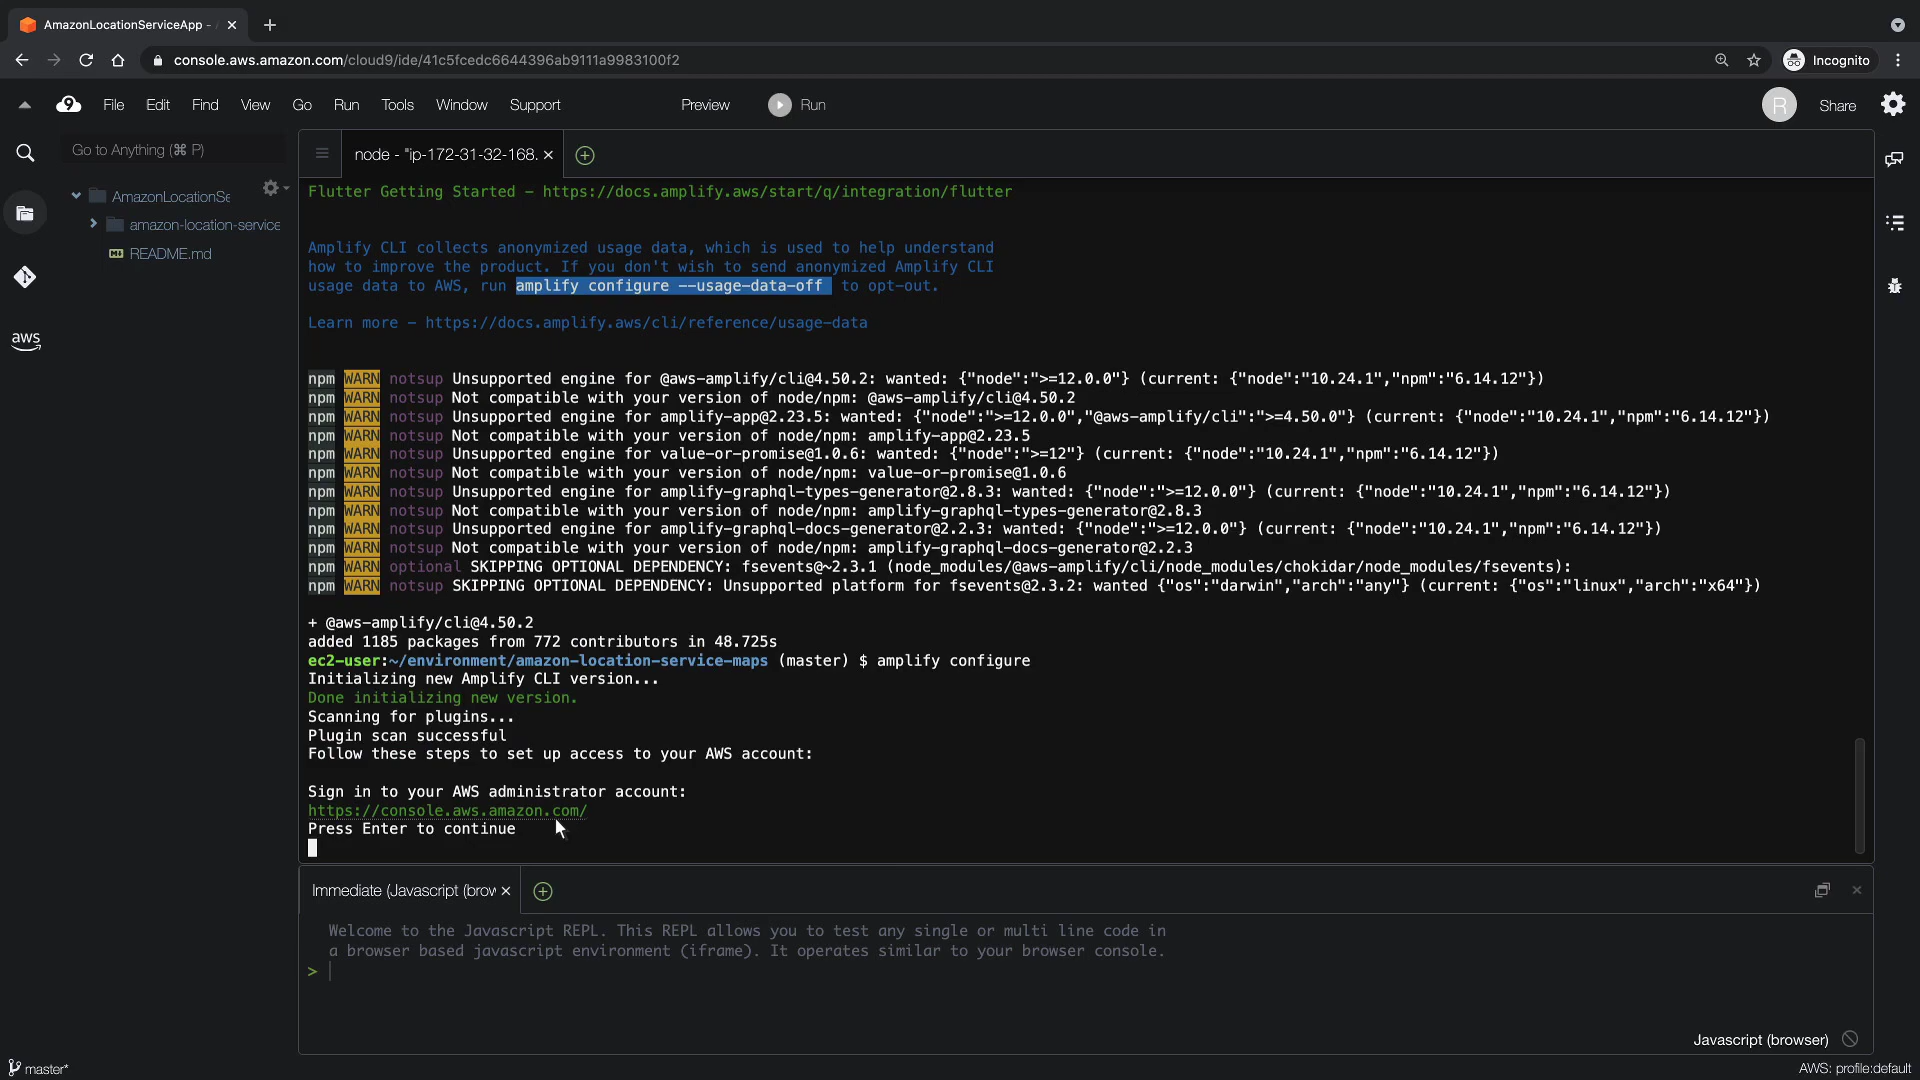 AmazonLocationServiceApp -
console.aws.amazon.com/cloud9/ide/41c5fcedc6644396ab9111a9983100f2
Incognito
9 File Edit Find View Go Run Tools Window Support Preview Run R Share
Go to Anything (⌘ P)
node - "ip-172-31-32-168.
AmazonLocationSe
amazon-location-service
README.md
aws
Flutter Getting Started - https://docs.amplify.aws/start/q/integration/flutter
Amplify CLI collects anonymized usage data, which is used to help understand
how to improve the product. If you don't wish to send anonymized Amplify CLI
usage data to AWS, run amplify configure --usage-data-off to opt-out.
Learn more - https://docs.amplify.aws/cli/reference/usage-data
npm WARN notsup Unsupported engine for @aws-amplify/cli@4.50.2: wanted: {"node":">=12.0.0"} (current: {"node":"10.24.1","npm":"6.14.12"})
npm WARN notsup Not compatible with your version of node/npm: @aws-amplify/cli@4.50.2
npm WARN notsup Unsupported engine for amplify-app@2.23.5: wanted: {"node":">=12.0.0","@aws-amplify/cli":">=4.50.0"} (current: {"node":"10.24.1","npm":"6.14.12"})
npm WARN notsup Not compatible with your version of node/npm: amplify-app@2.23.5
npm WARN notsup Unsupported engine for value-or-promise@1.0.6: wanted: {"node":">=12"} (current: {"node":"10.24.1","npm":"6.14.12"})
npm WARN notsup Not compatible with your version of node/npm: value-or-promise@1.0.6
npm WARN notsup Unsupported engine for amplify-graphql-types-generator@2.8.3: wanted: {"node":">=12.0.0"} (current: {"node":"10.24.1","npm":"6.14.12"})
npm WARN notsup Not compatible with your version of node/npm: amplify-graphql-types-generator@2.8.3
npm WARN notsup Unsupported engine for amplify-graphql-docs-generator@2.2.3: wanted: {"node":">=12.0.0"} (current: {"node":"10.24.1","npm":"6.14.12"})
npm WARN notsup Not compatible with your version of node/npm: amplify-graphql-docs-generator@2.2.3
npm WARN optional SKIPPING OPTIONAL DEPENDENCY: fsevents@~2.3.1 (node_modules/@aws-amplify/cli/node_modules/chokidar/node_modules/fsevents):
npm WARN notsup SKIPPING OPTIONAL DEPENDENCY: Unsupported platform for fsevents@2.3.2: wanted {"os":"darwin","arch":"any"} (current: {"os":"linux","arch":"x64"})
+ @aws-amplify/cli@4.50.2
added 1185 packages from 772 contributors in 48.725s
ec2-user:~/environment/amazon-location-service-maps (master) $ amplify configure
Initializing new Amplify CLI version...
Done initializing new version.
Scanning for plugins...
Plugin scan successful
Follow these steps to set up access to your AWS account:
Sign in to your AWS administrator account:
https://console.aws.amazon.com/
Press Enter to continue
Immediate (Javascript (brow
Welcome to the Javascript REPL. This REPL allows you to test any single or multi line code in
a browser based javascript environment (iframe). It operates similar to your browser console.
>
Javascript (browser)
master*
AWS: profile:default